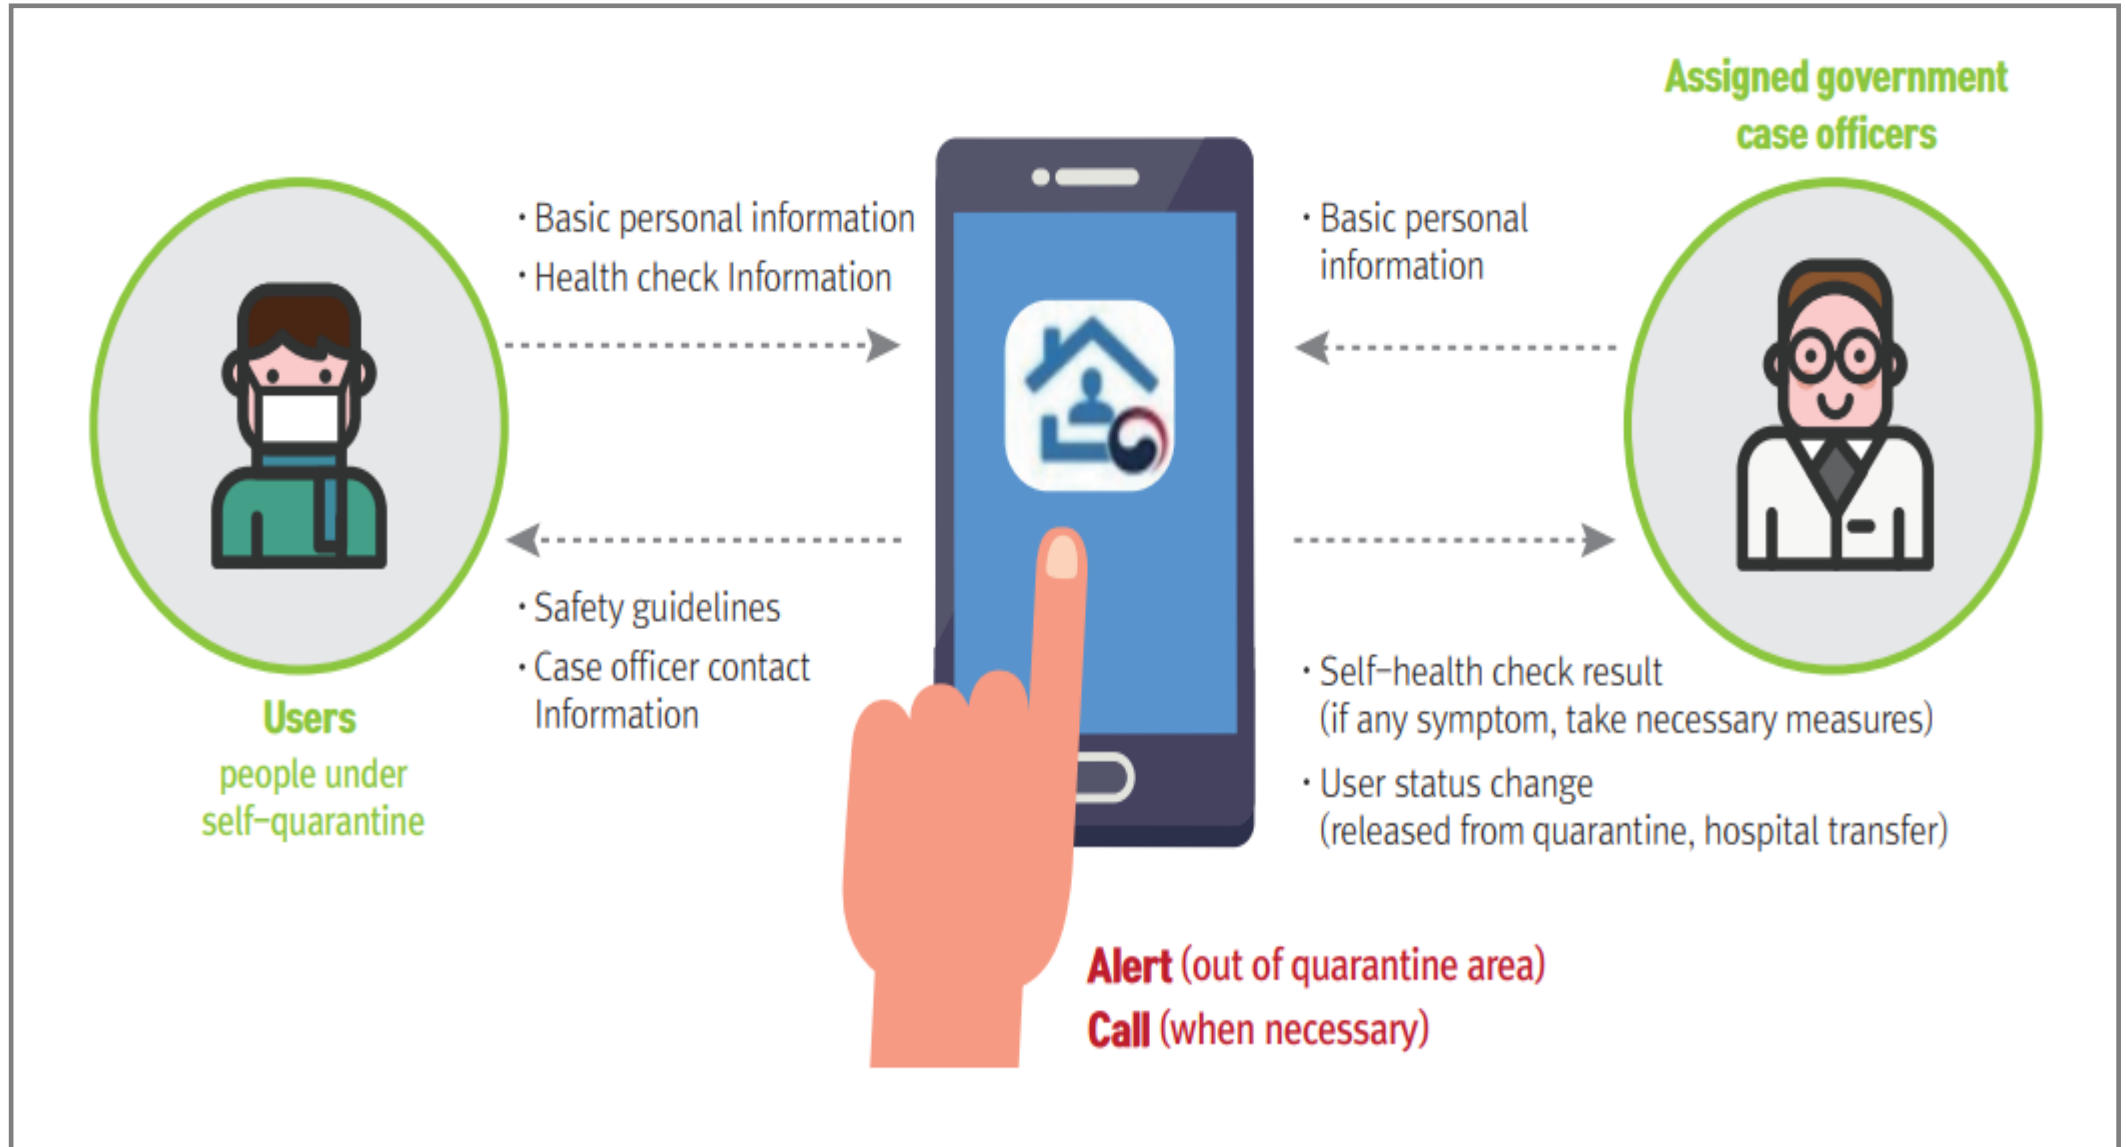 Assigned government
case officers
· Basic personal information
· Health check Information
· Basic personal
information
· Safety guidelines
· Case officer contact
Information
Users
people under
self-quarantine
· Self-health check result
(if any symptom, take necessary measures)
· User status change
(released from quarantine, hospital transfer)
Alert (out of quarantine area)
Call (when necessary)